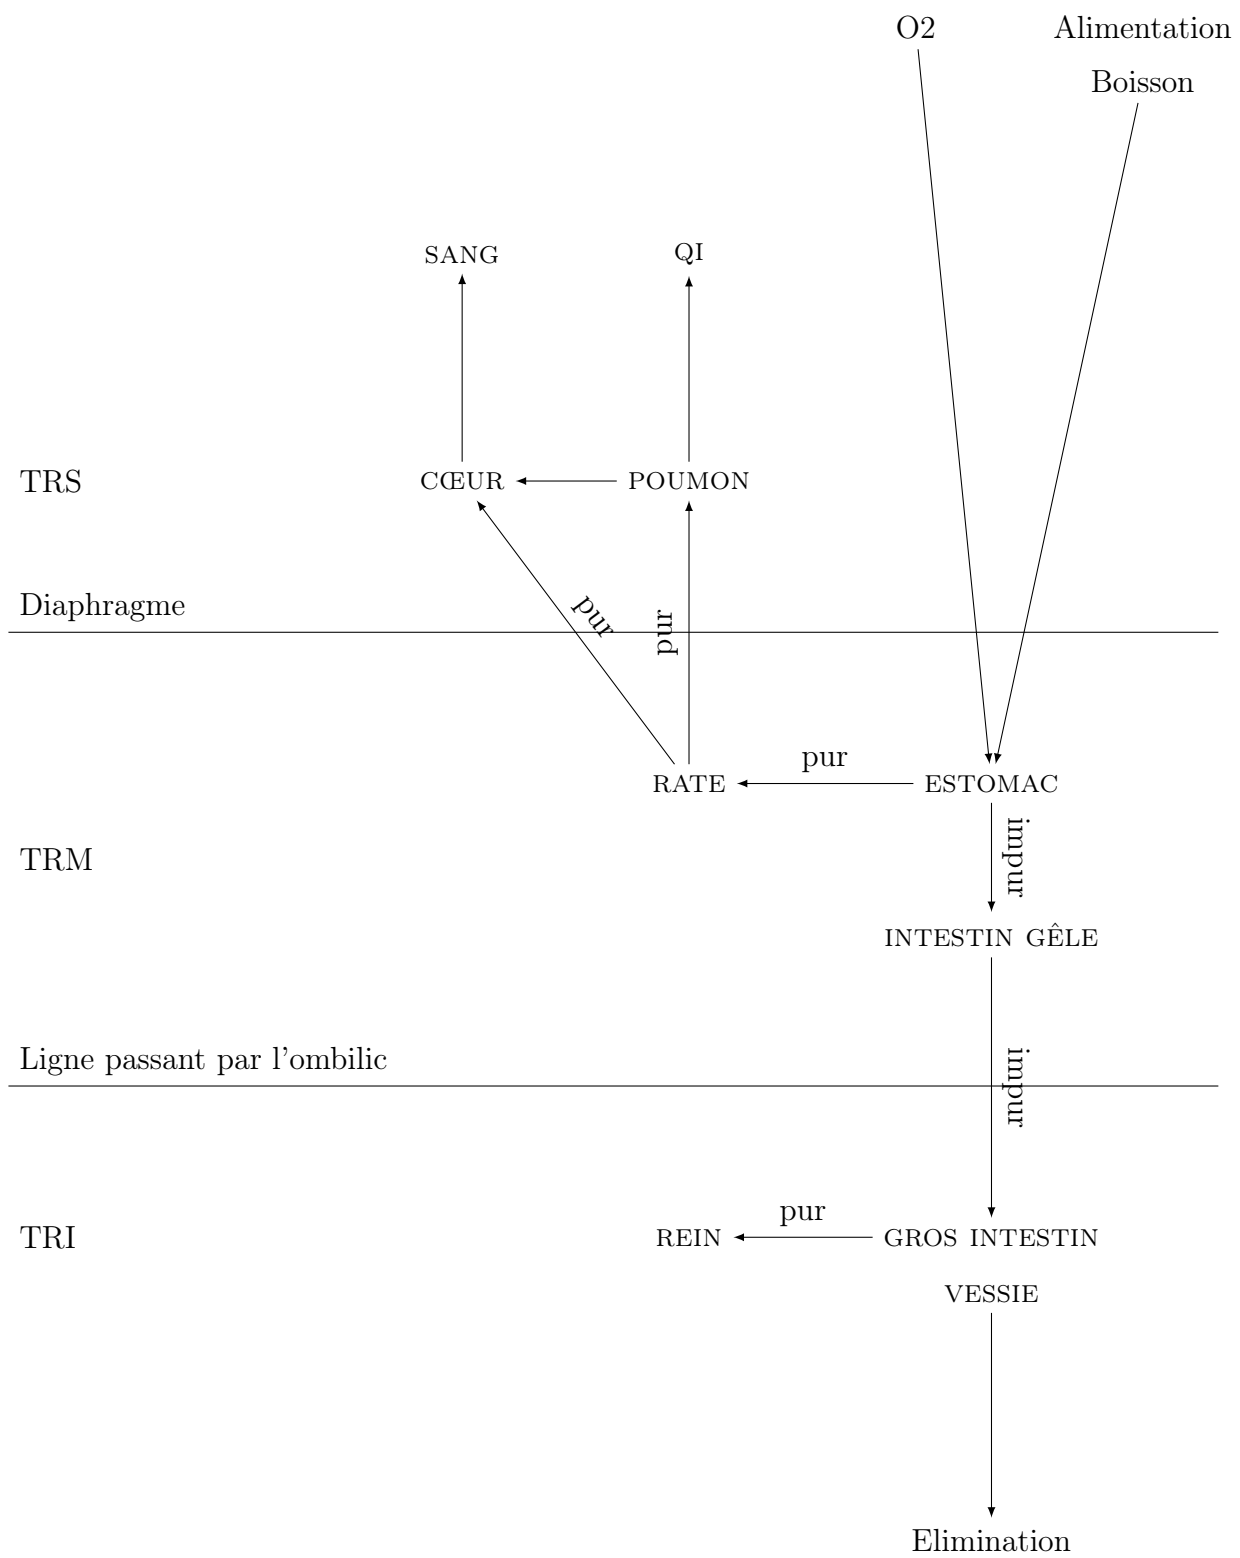 O2
Alimentation
Boisson
SANG
QI
TRS
CŒUR
POUMON
Diaphragme
pur
pur
RATE
pur
ESTOMAC
impur
TRM
INTESTIN GÊLE
Ligne passant par l'ombilic
impur
TRI
REIN
pur
GROS INTESTIN
VESSIE
Elimination